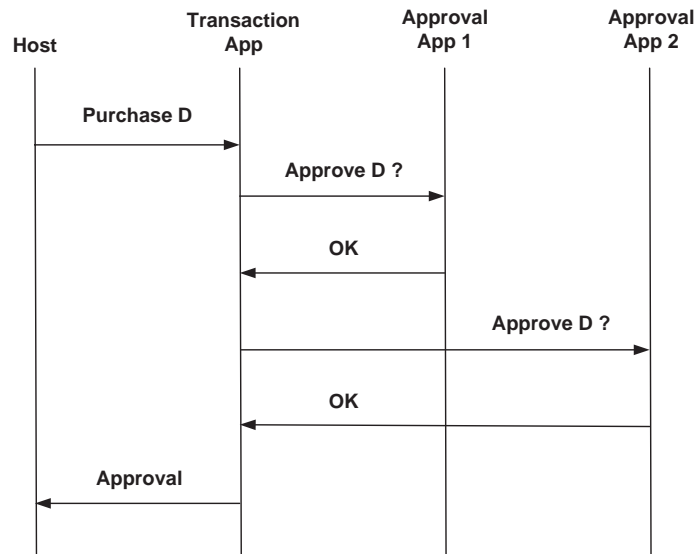 Host
Transaction
App
Approval
App 1
Approval
App 2
Purchase D
Approve D ?
OK
Approve D ?
OK
Approval